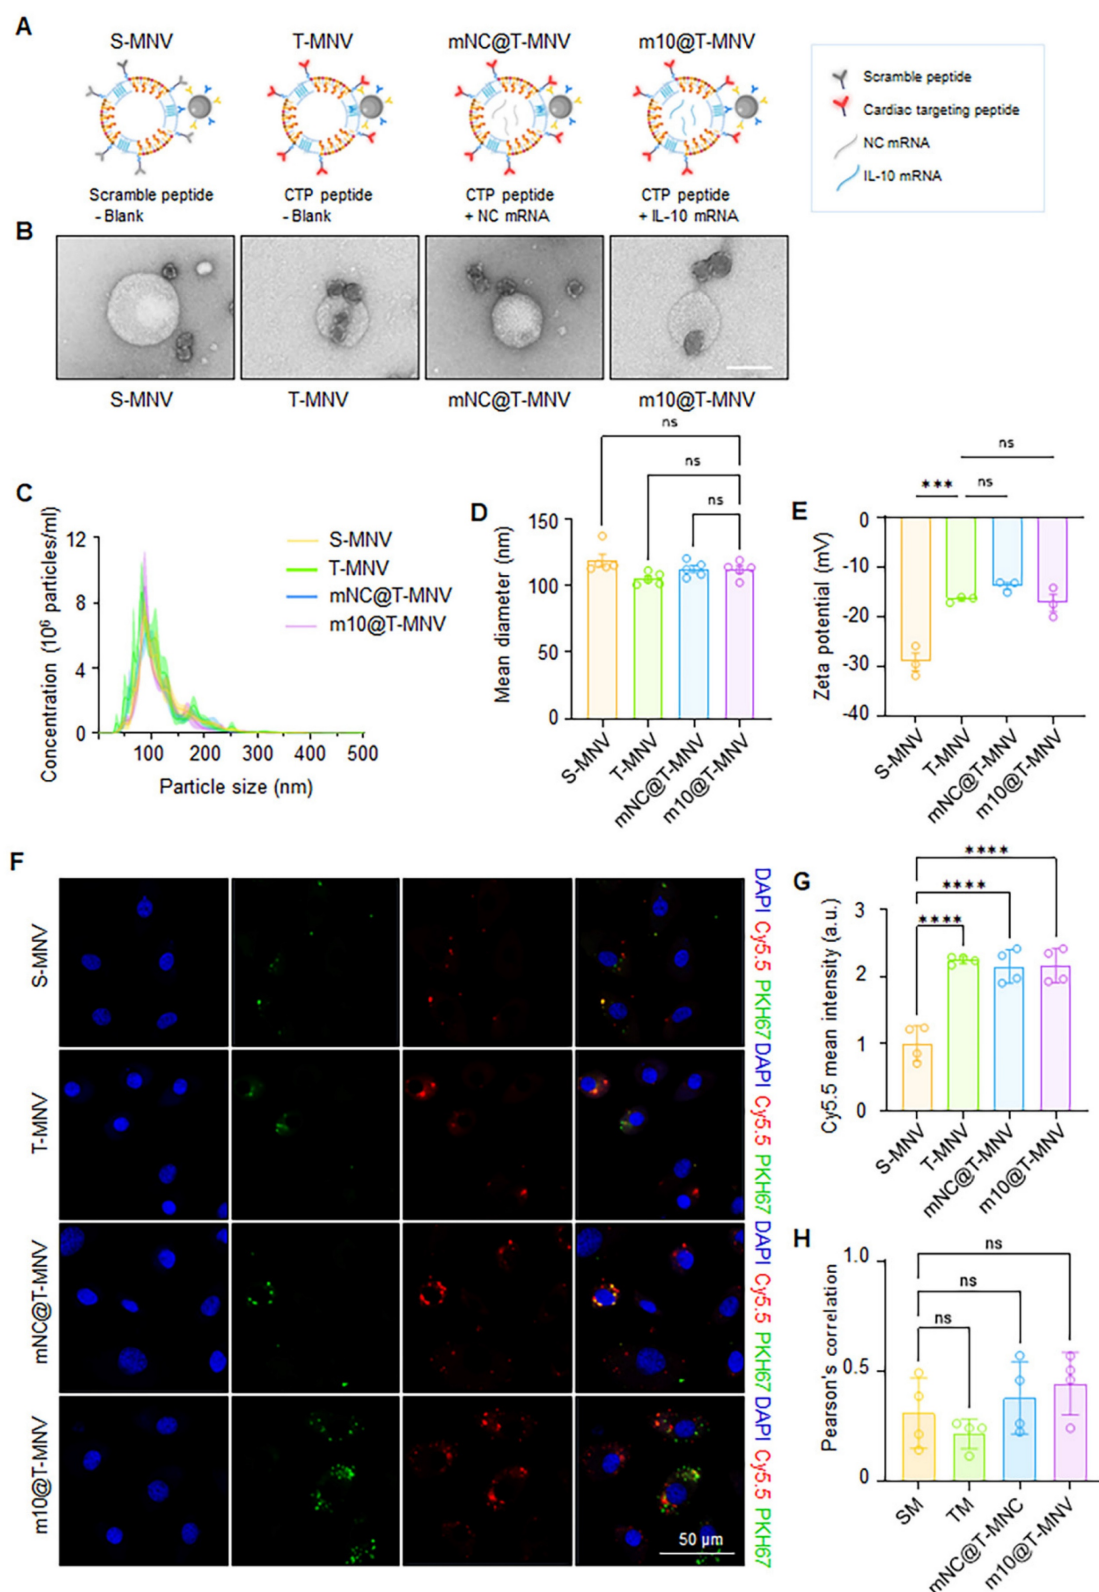 A
S-MNV
T-MNV
mNC@T-MNV
m10@T-MNV
Scramble peptide
- Blank
CTP peptide
- Blank
CTP peptide
+ NC mRNA
CTP peptide
+ IL-10 mRNA
Scramble peptide
Cardiac targeting peptide
NC mRNA
IL-10 mRNA
B
S-MNV
T-MNV
mNC@T-MNV
m10@T-MNV
C
Concentration (10⁶ particles/ml)
12
8
4
0
100
200
300
400
500
Particle size (nm)
S-MNV
T-MNV
mNC@T-MNV
m10@T-MNV
D
ns
ns
ns
Mean diameter (nm)
150
100
50
0
S-MNV
T-MNV
mNC@T-MNV
m10@T-MNV
E
ns
***
ns
Zeta potential (mV)
0
-10
-20
-30
-40
S-MNV
T-MNV
mNC@T-MNV
m10@T-MNV
F
S-MNV
DAPI Cy5.5 PKH67
T-MNV
DAPI Cy5.5 PKH67
mNC@T-MNV
DAPI Cy5.5 PKH67
m10@T-MNV
DAPI Cy5.5 PKH67
50 µm
G
****
****
****
Cy5.5 mean intensity (a.u.)
3
2
1
0
S-MNV
T-MNV
mNC@T-MNV
m10@T-MNV
H
ns
ns
ns
Pearson's correlation
1.0
0.5
0
SM
TM
mNC@T-MNC
m10@T-MNV